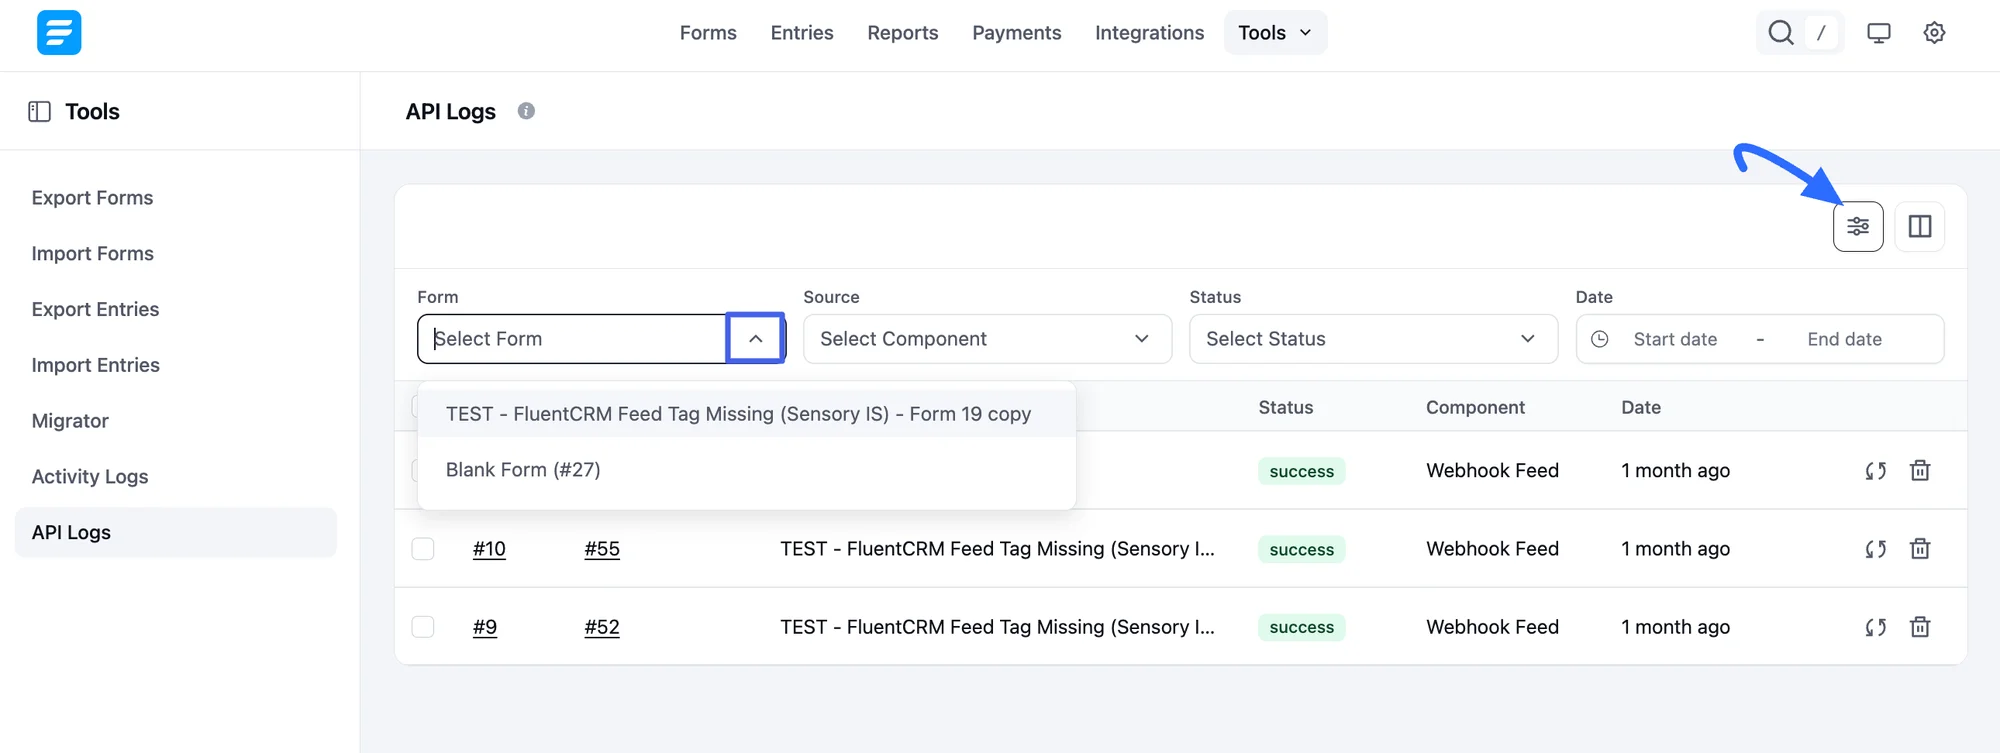 Forms Entries Reports Payments Integrations Tools /
Tools
API Logs
Export Forms
Import Forms
Export Entries
Import Entries
Migrator
Activity Logs
API Logs
Form Source Status Date
Select Form Select Component Select Status Start date - End date
TEST - FluentCRM Feed Tag Missing (Sensory IS) - Form 19 copy
Blank Form (#27)
Status Component Date
success Webhook Feed 1 month ago
#10 #55 TEST - FluentCRM Feed Tag Missing (Sensory I... success Webhook Feed 1 month ago
#9 #52 TEST - FluentCRM Feed Tag Missing (Sensory I... success Webhook Feed 1 month ago